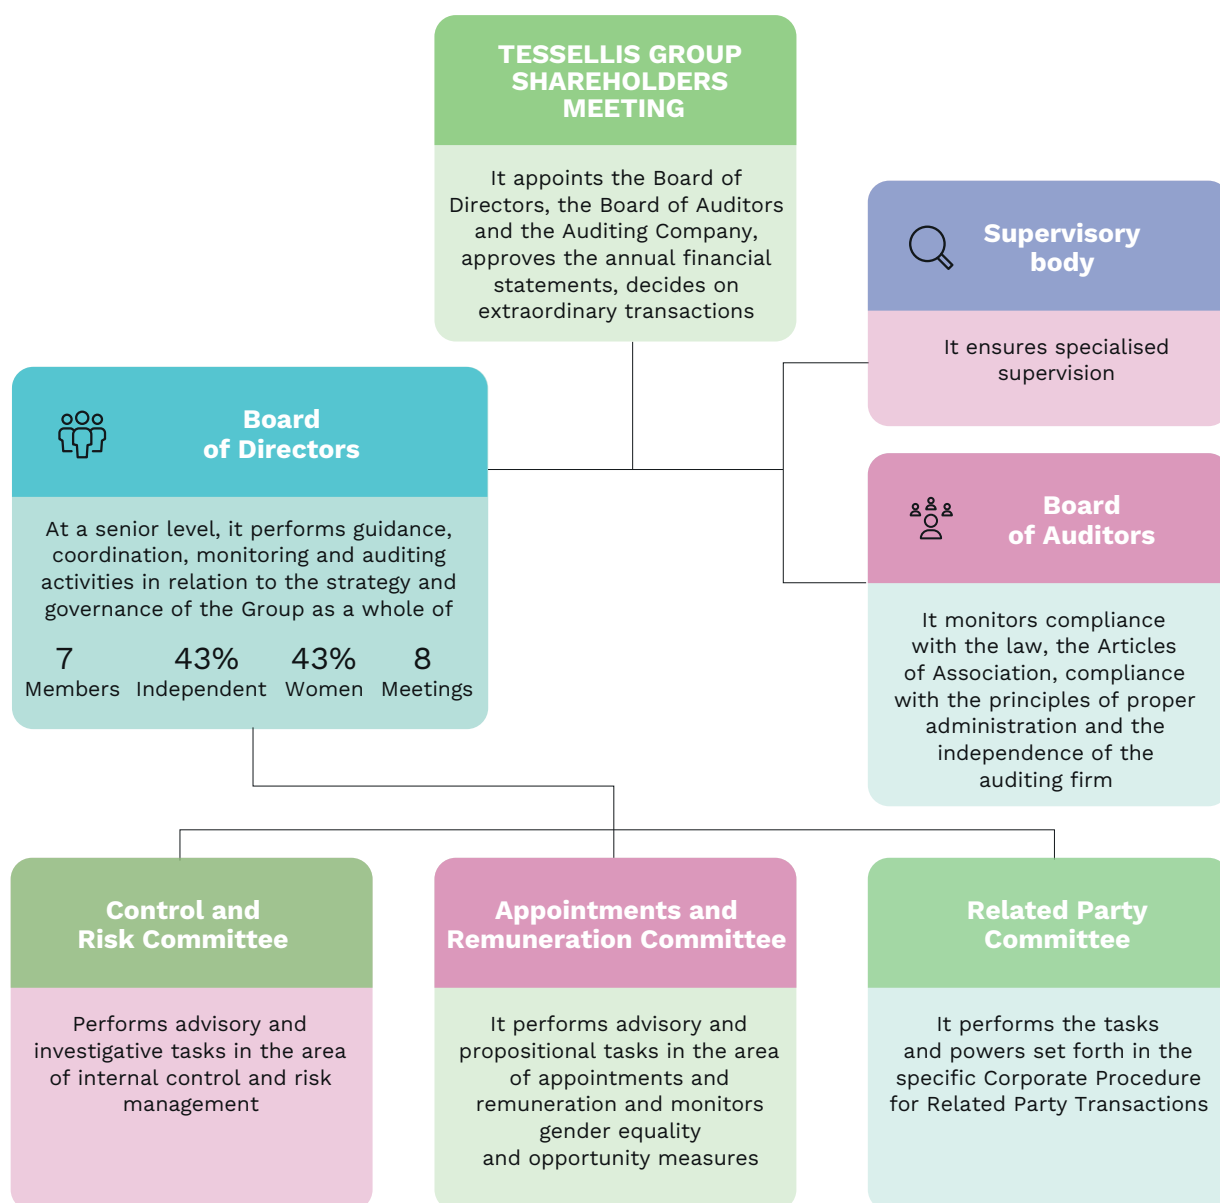 TESSELLIS GROUP
SHAREHOLDERS
MEETING
It appoints the Board of
Directors, the Board of Auditors
and the Auditing Company,
approves the annual financial
statements, decides on
extraordinary transactions
Supervisory
body
It ensures specialised
supervision
Board
of Directors
At a senior level, it performs guidance,
coordination, monitoring and auditing
activities in relation to the strategy and
governance of the Group as a whole of
7 43% 43% 8
Members Independent Women Meetings
Board
of Auditors
It monitors compliance
with the law, the Articles
of Association, compliance
with the principles of proper
administration and the
independence of the
auditing firm
Control and
Risk Committee
Performs advisory and
investigative tasks in the area
of internal control and risk
management
Appointments and
Remuneration Committee
It performs advisory and
propositional tasks in the area
of appointments and
remuneration and monitors
gender equality
and opportunity measures
Related Party
Committee
It performs the tasks
and powers set forth in the
specific Corporate Procedure
for Related Party Transactions